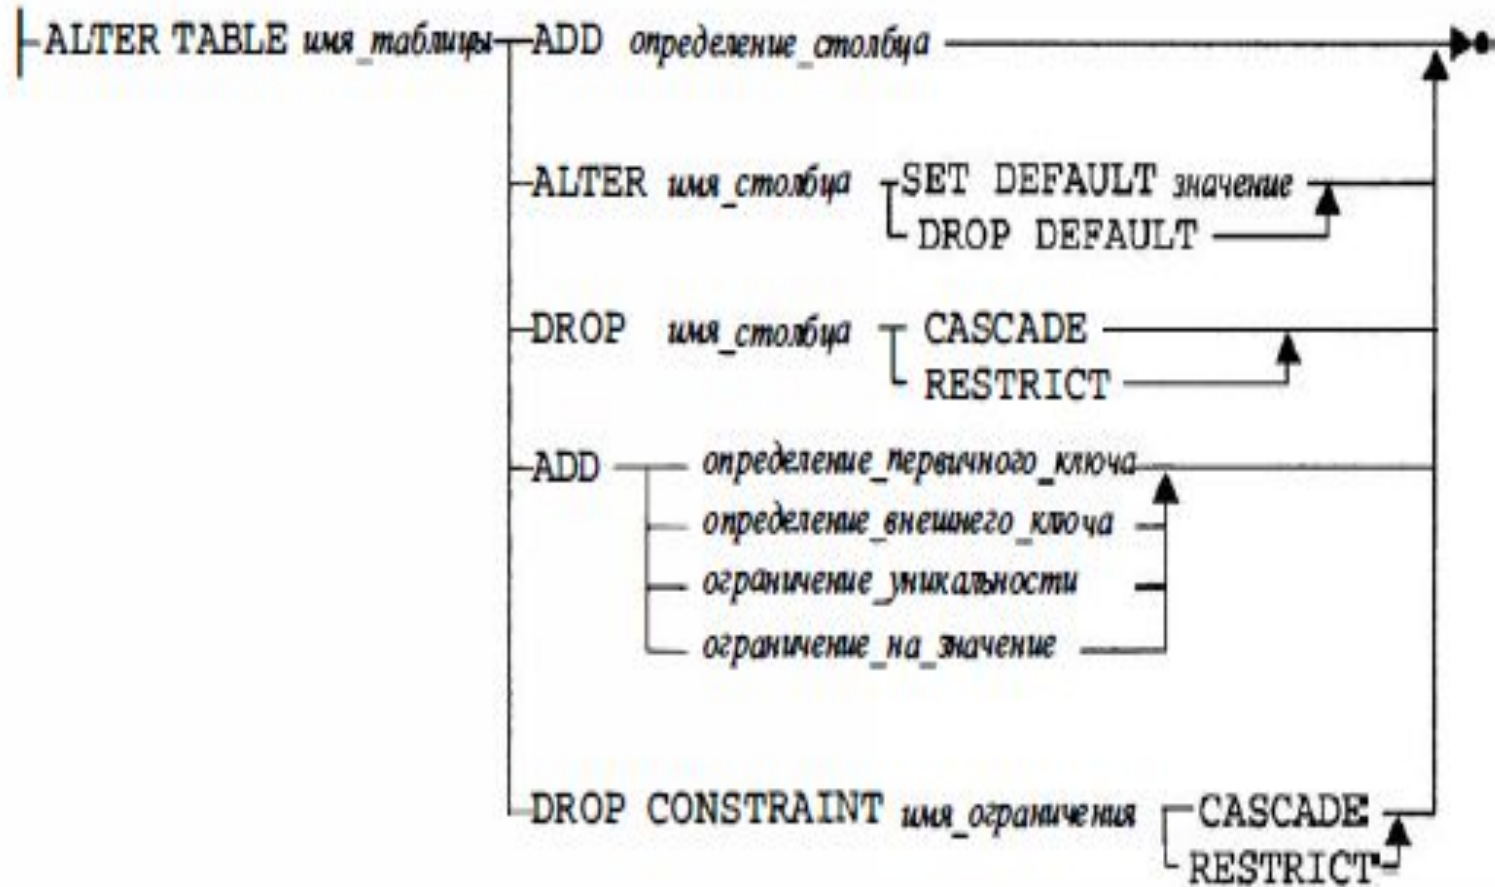 ALTER TABLE имя_таблицы ADD определение_столбца
ALTER имя_столбца SET DEFAULT значение
DROP DEFAULT
DROP имя_столбца CASCADE
RESTRICT
ADD определение_первичного_ключа
определение_внешнего_ключа
ограничение_уникальности
ограничение_на_значение
DROP CONSTRAINT имя_ограничения CASCADE
RESTRICT